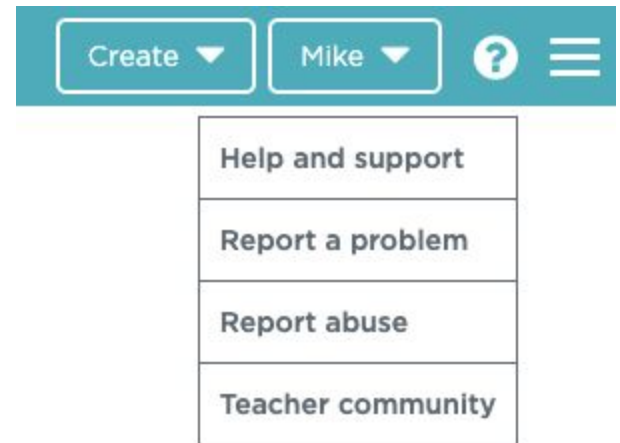 Create Mike ?
Help and support
Report a problem
Report abuse
Teacher community